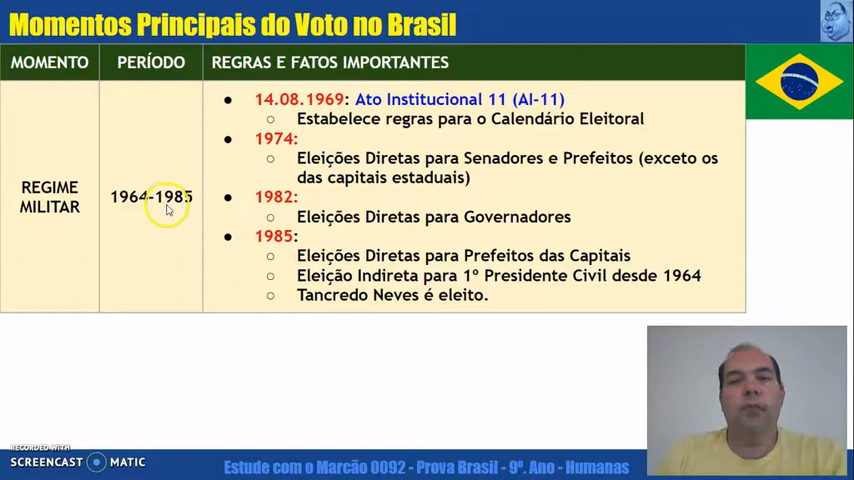 Momentos Principais do Voto no Brasil
MOMENTO PERÍODO REGRAS E FATOS IMPORTANTES
REGIME
MILITAR
1964-1985
● 14.08.1969: Ato Institucional 11 (AI-11)
○ Estabelece regras para o Calendário Eleitoral
● 1974:
○ Eleições Diretas para Senadores e Prefeitos (exceto os
das capitais estaduais)
● 1982:
○ Eleições Diretas para Governadores
● 1985:
○ Eleições Diretas para Prefeitos das Capitais
○ Eleição Indireta para 1º Presidente Civil desde 1964
○ Tancredo Neves é eleito.
RECORDED WITH
SCREENCAST MATIC
Estude com o Marcão 0092 - Prova Brasil - 9º. Ano - Humanas